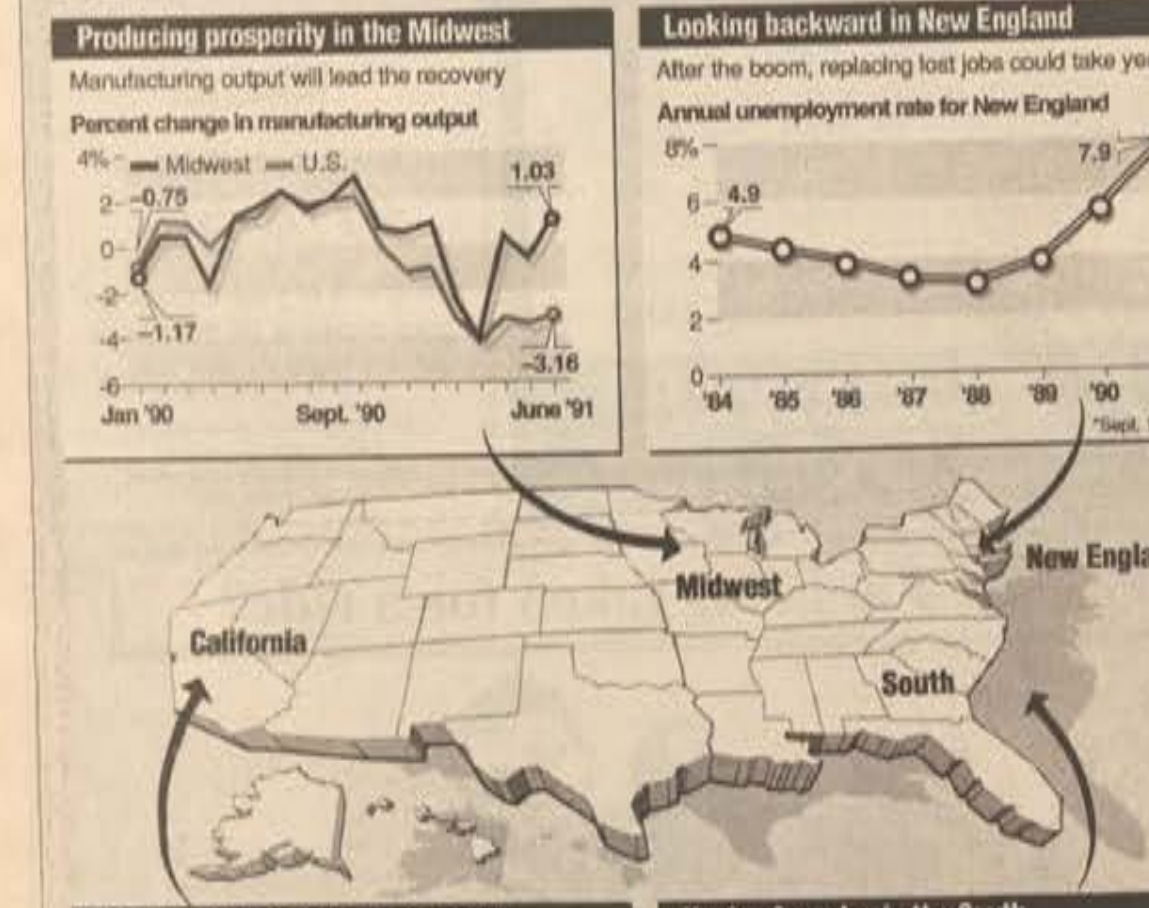 Producing prosperity in the Midwest
Manufacturing output will lead the recovery
Percent change in manufacturing output
4%
Midwest
U.S.
2
0
-2
-4
-6
-0.75
-1.17
1.03
-3.16
Jan '90
Sept. '90
June '91
Looking backward in New England
After the boom, replacing lost jobs could take
Annual unemployment rate for New England
8%
6
4
2
0
4.9
7.9
'84
'85
'86
'87
'88
'89
'90
*Sept.
Midwest
New
California
South